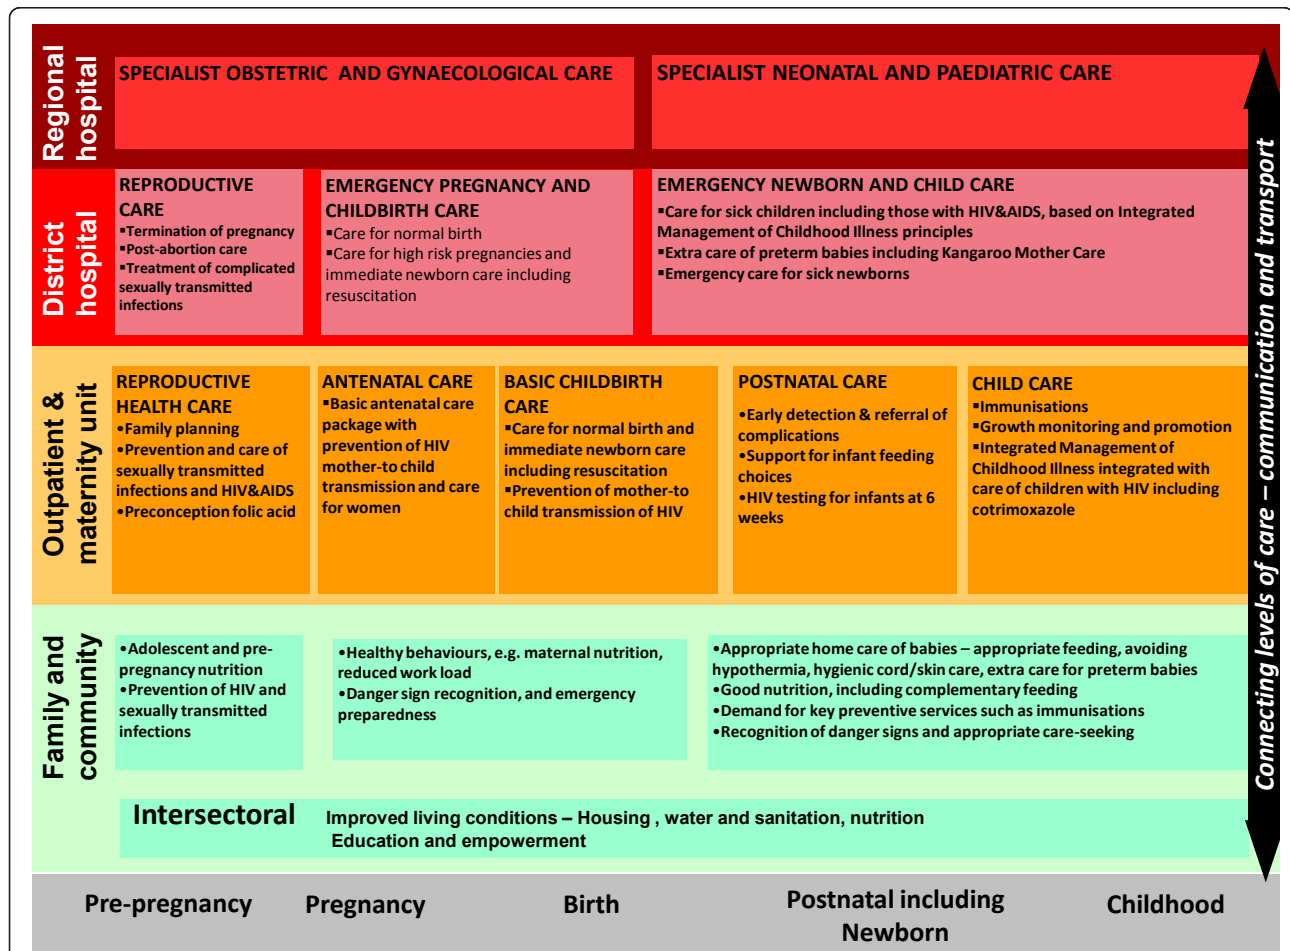 Regional
hospital
SPECIALIST OBSTETRIC AND GYNAECOLOGICAL CARE
SPECIALIST NEONATAL AND PAEDIATRIC CARE
District
hospital
REPRODUCTIVE
CARE
▪Termination of pregnancy
▪Post-abortion care
▪Treatment of complicated
sexually transmitted
infections
EMERGENCY PREGNANCY AND
CHILDBIRTH CARE
▪Care for normal birth
▪Care for high risk pregnancies and
immediate newborn care including
resuscitation
EMERGENCY NEWBORN AND CHILD CARE
▪Care for sick children including those with HIV&AIDS, based on Integrated
Management of Childhood Illness principles
▪Extra care of preterm babies including Kangaroo Mother Care
▪Emergency care for sick newborns
Outpatient &
maternity unit
REPRODUCTIVE
HEALTH CARE
•Family planning
•Prevention and care of
sexually transmitted
infections and HIV&AIDS
•Preconception folic acid
ANTENATAL CARE
▪Basic antenatal care
package with
prevention of HIV
mother-to child
transmission and care
for women
BASIC CHILDBIRTH
CARE
▪Care for normal birth and
immediate newborn care
including resuscitation
▪Prevention of mother-to
child transmission of HIV
POSTNATAL CARE
•Early detection & referral of
complications
•Support for infant feeding
choices
•HIV testing for infants at 6
weeks
CHILD CARE
▪Immunisations
▪Growth monitoring and promotion
▪Integrated Management of
Childhood Illness integrated with
care of children with HIV including
cotrimoxazole
Family and
community
•Adolescent and pre-
pregnancy nutrition
•Prevention of HIV and
sexually transmitted
infections
•Healthy behaviours, e.g. maternal nutrition,
reduced work load
•Danger sign recognition, and emergency
preparedness
•Appropriate home care of babies – appropriate feeding, avoiding
hypothermia, hygienic cord/skin care, extra care for preterm babies
•Good nutrition, including complementary feeding
•Demand for key preventive services such as immunisations
•Recognition of danger signs and appropriate care-seeking
Intersectoral
Improved living conditions – Housing , water and sanitation, nutrition
Education and empowerment
Connecting levels of care – communication and transport
Pre-pregnancy
Pregnancy
Birth
Postnatal including
Newborn
Childhood